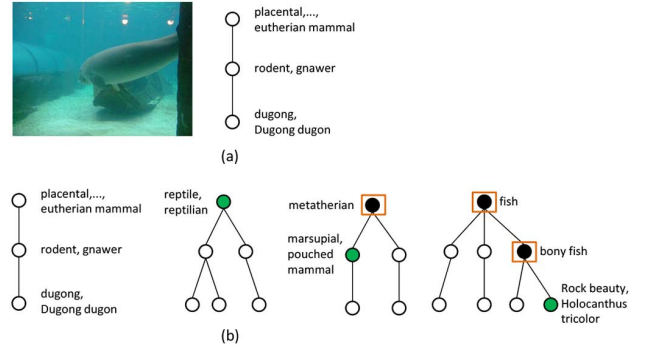 placental,...,
eutherian mammal
rodent, gnawer
dugong,
Dugong dugon
(a)
placental,...,
eutherian mammal
rodent, gnawer
dugong,
Dugong dugon
reptile,
reptilian
metatherian
marsupial,
pouched
mammal
fish
bony fish
Rock beauty,
Holocanthus
tricolor
(b)